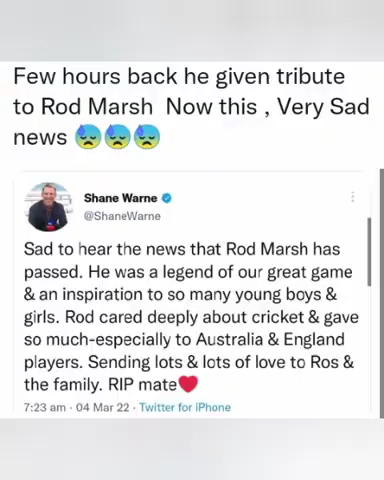 Few hours back he given tribute
to Rod Marsh Now this , Very Sad
news 😓😓😓
Shane Warne
@ShaneWarne
Sad to hear the news that Rod Marsh has
passed. He was a legend of our great game
& an inspiration to so many young boys &
girls. Rod cared deeply about cricket & gave
so much-especially to Australia & England
players. Sending lots & lots of love to Ros &
the family. RIP mate❤️
7:23 am · 04 Mar 22 · Twitter for iPhone